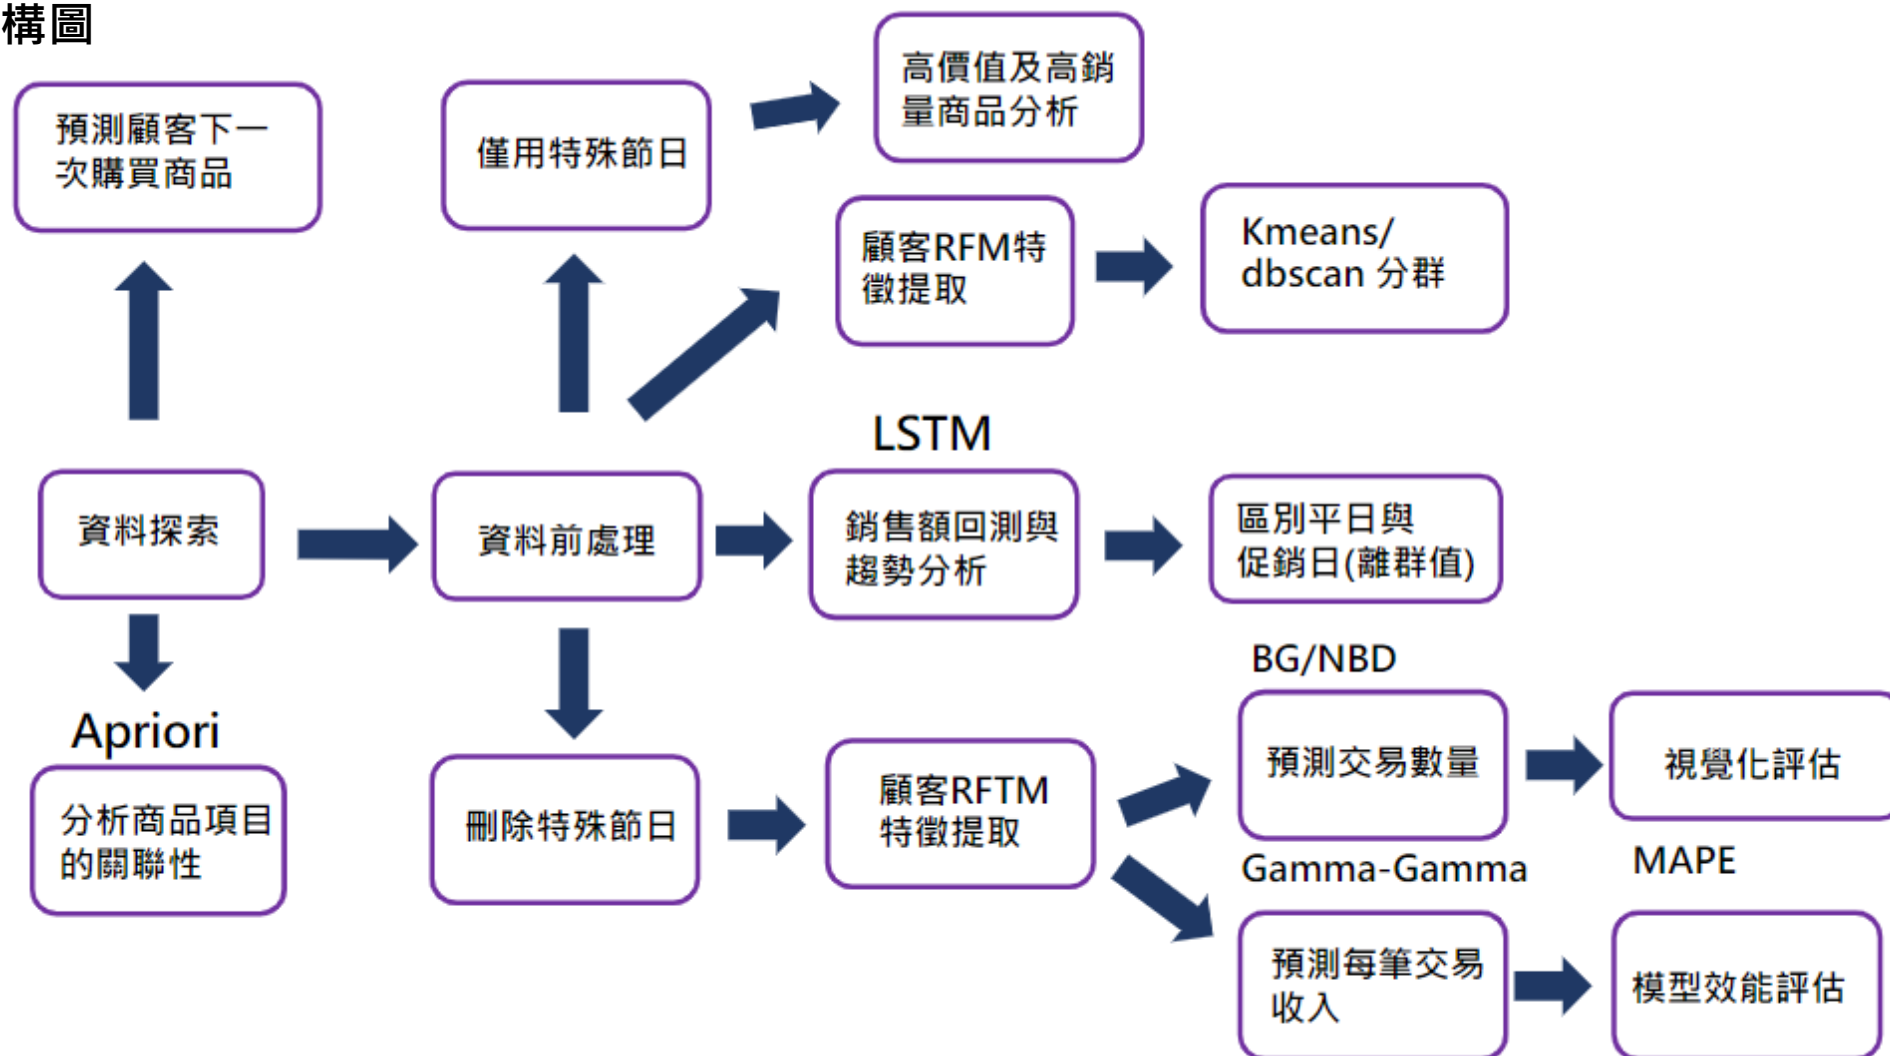 構圖
高價值及高銷
量商品分析
預測顧客下一
次購買商品
僅用特殊節日
顧客RFM特
徵提取
Kmeans/
dbscan 分群
LSTM
資料探索
資料前處理
銷售額回測與
趨勢分析
區別平日與
促銷日(離群值)
Apriori
分析商品項目
的關聯性
刪除特殊節日
顧客RFTM
特徵提取
BG/NBD
預測交易數量
視覺化評估
Gamma-Gamma
MAPE
預測每筆交易
收入
模型效能評估